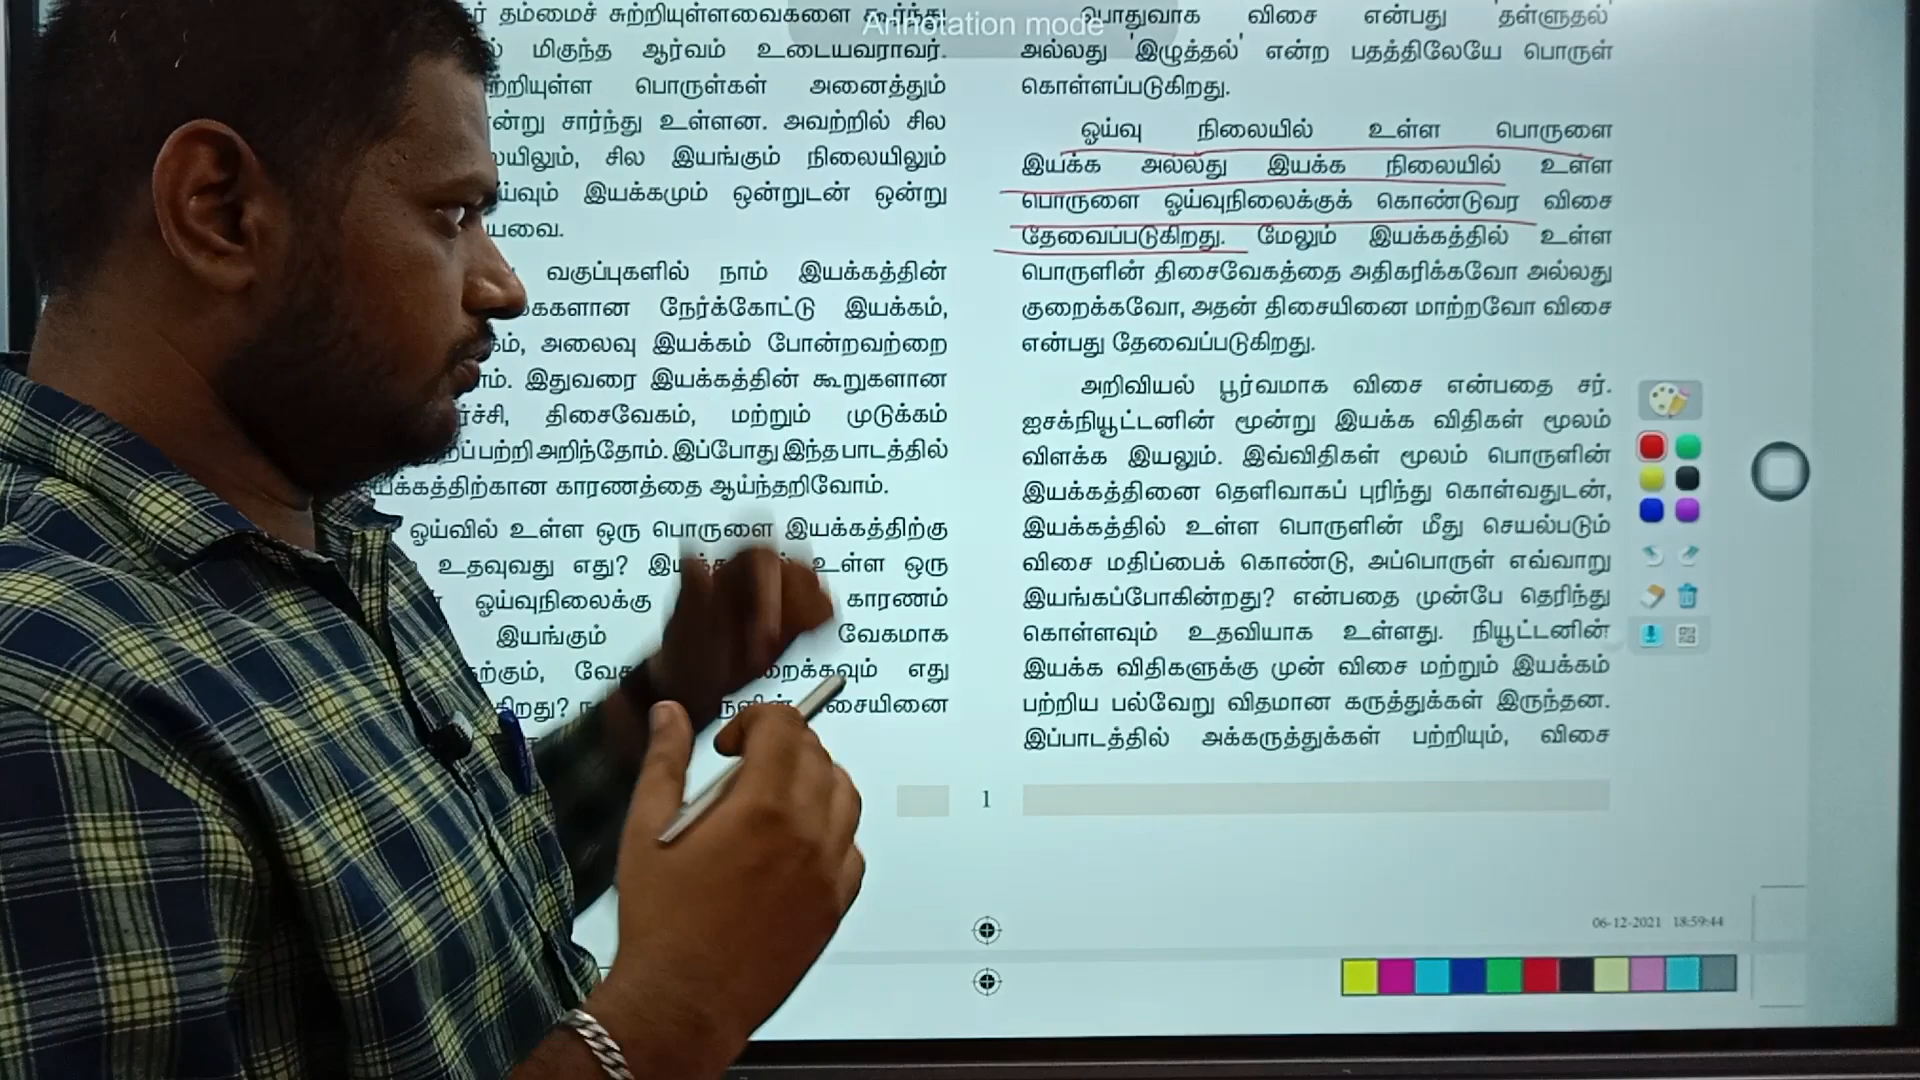 Annotation mode
தம்மைச் சுற்றியுள்ளவைகளை கூர்ந்து
மிகுந்த ஆர்வம் உடையவராவர்.
பொருள்கள் அனைத்தும்
சார்ந்து உள்ளன. அவற்றில் சில
சில இயங்கும் நிலையிலும்
இயக்கமும் ஒன்றுடன் ஒன்று
வகுப்புகளில் நாம் இயக்கத்தின்
நேர்க்கோட்டு இயக்கம்,
அலைவு இயக்கம் போன்றவற்றை
இதுவரை இயக்கத்தின் கூறுகளான
திசைவேகம், மற்றும் முடுக்கம்
அறிந்தோம். இப்போது இந்த பாடத்தில்
காரணத்தை ஆய்ந்தறிவோம்.
ஓய்வில் உள்ள ஒரு பொருளை இயக்கத்திற்கு
உதவுவது எது? உள்ள ஒரு
ஓய்வுநிலைக்கு காரணம்
இயங்கும் வேகமாக
எது
பொதுவாக விசை என்பது 'தள்ளுதல்'
அல்லது 'இழுத்தல்' என்ற பதத்திலேயே பொருள்
கொள்ளப்படுகிறது.
ஓய்வு நிலையில் உள்ள பொருளை
இயக்க அல்லது இயக்க நிலையில் உள்ள
பொருளை ஓய்வுநிலைக்குக் கொண்டுவர விசை
தேவைப்படுகிறது. மேலும் இயக்கத்தில் உள்ள
பொருளின் திசைவேகத்தை அதிகரிக்கவோ அல்லது
குறைக்கவோ, அதன் திசையினை மாற்றவோ விசை
என்பது தேவைப்படுகிறது.
அறிவியல் பூர்வமாக விசை என்பதை சர்.
ஐசக்நியூட்டனின் மூன்று இயக்க விதிகள் மூலம்
விளக்க இயலும். இவ்விதிகள் மூலம் பொருளின்
இயக்கத்தினை தெளிவாகப் புரிந்து கொள்வதுடன்,
இயக்கத்தில் உள்ள பொருளின் மீது செயல்படும்
விசை மதிப்பைக் கொண்டு, அப்பொருள் எவ்வாறு
இயங்கப்போகின்றது? என்பதை முன்பே தெரிந்து
கொள்ளவும் உதவியாக உள்ளது. நியூட்டனின்
இயக்க விதிகளுக்கு முன் விசை மற்றும் இயக்கம்
பற்றிய பல்வேறு விதமான கருத்துக்கள் இருந்தன.
இப்பாடத்தில் அக்கருத்துக்கள் பற்றியும், விசை
1
06-12-2021 18:59:44